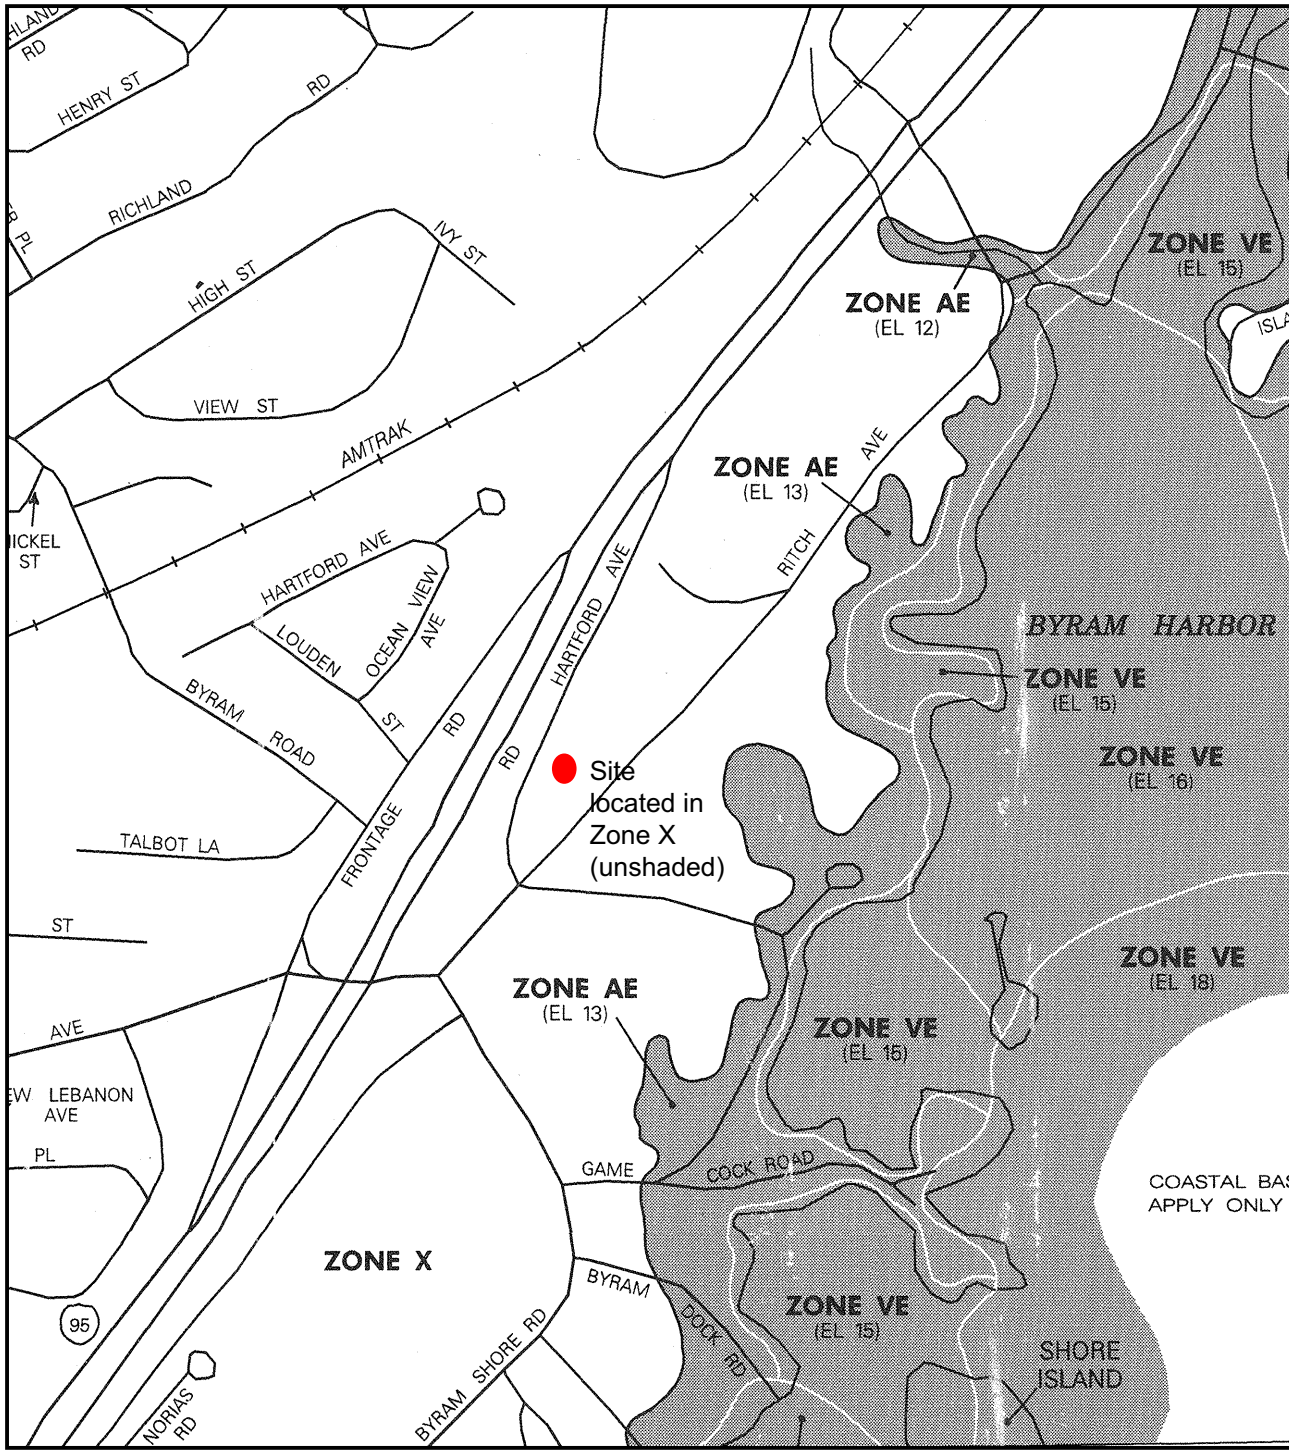 RD
HENRY ST
RD
RICHLAND
PL
IVY ST
HIGH ST
ZONE VE
(EL 15)
ZONE AE
(EL 12)
VIEW ST
AMTRAK
ZONE AE
(EL 13)
AVE
RITCH
ST
HARTFORD AVE
OCEAN VIEW
AVE
LOUDEN
ST
HARTFORD AVE
BYRAM HARBOR
ZONE VE
(EL 15)
BYRAM ROAD
RD
RD
Site
located in
Zone X
(unshaded)
ZONE VE
(EL 16)
TALBOT LA
FRONTAGE
ST
ZONE VE
(EL 18)
ZONE AE
(EL 13)
AVE
ZONE VE
(EL 15)
LEBANON
AVE
PL
GAME
COCK ROAD
COASTAL
APPLY ONLY
ZONE X
BYRAM
DOCK RD
ZONE VE
(EL 15)
95
SHORE
ISLAND
BYRAM SHORE RD
NORIAS
RD